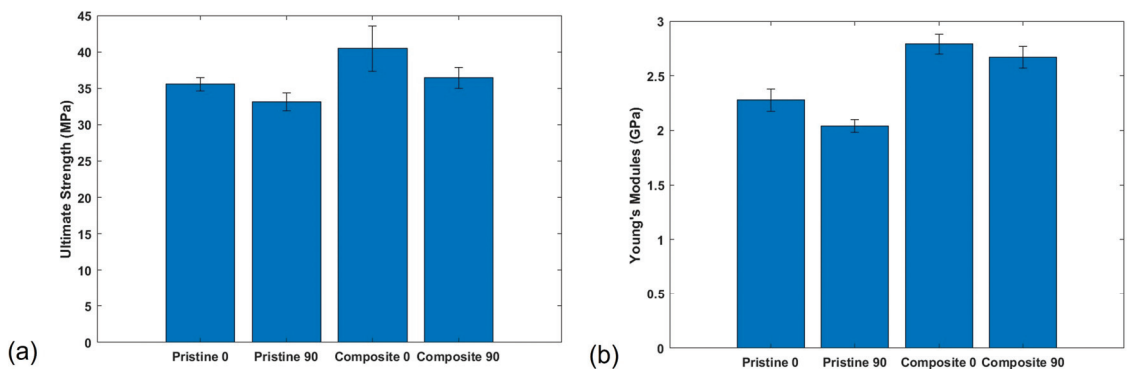 45
40
35
30
25
20
15
10
5
0
Ultimate Strength (MPa)
Pristine 0 Pristine 90 Composite 0 Composite 90
(a)
3
2.5
2
1.5
1
0.5
0
Young's Modules (GPa)
Pristine 0 Pristine 90 Composite 0 Composite 90
(b)